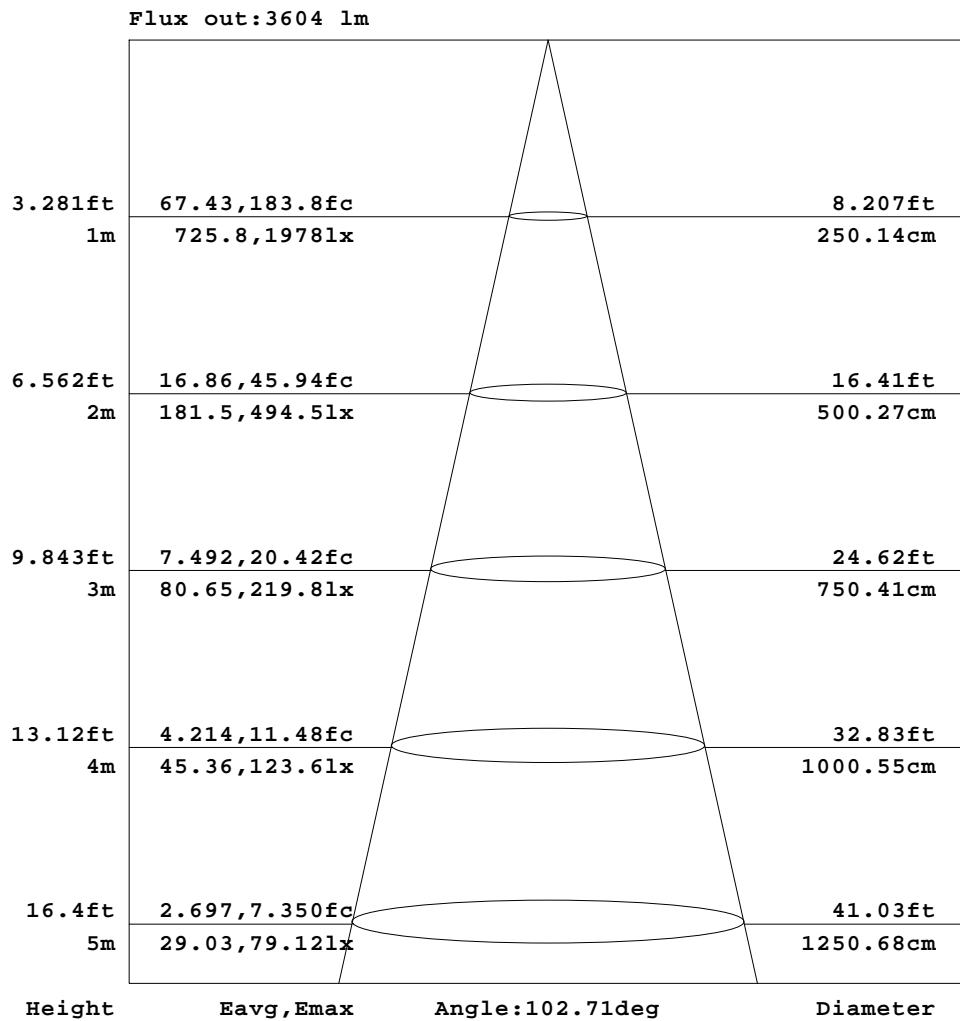 Flux out:3604 lm
3.281ft 67.43,183.8fc 8.207ft
1m 725.8,1978lx 250.14cm
6.562ft 16.86,45.94fc 16.41ft
2m 181.5,494.5lx 500.27cm
9.843ft 7.492,20.42fc 24.62ft
3m 80.65,219.8lx 750.41cm
13.12ft 4.214,11.48fc 32.83ft
4m 45.36,123.6lx 1000.55cm
16.4ft 2.697,7.350fc 41.03ft
5m 29.03,79.12lx 1250.68cm
Height Eavg,Emax Angle:102.71deg Diameter